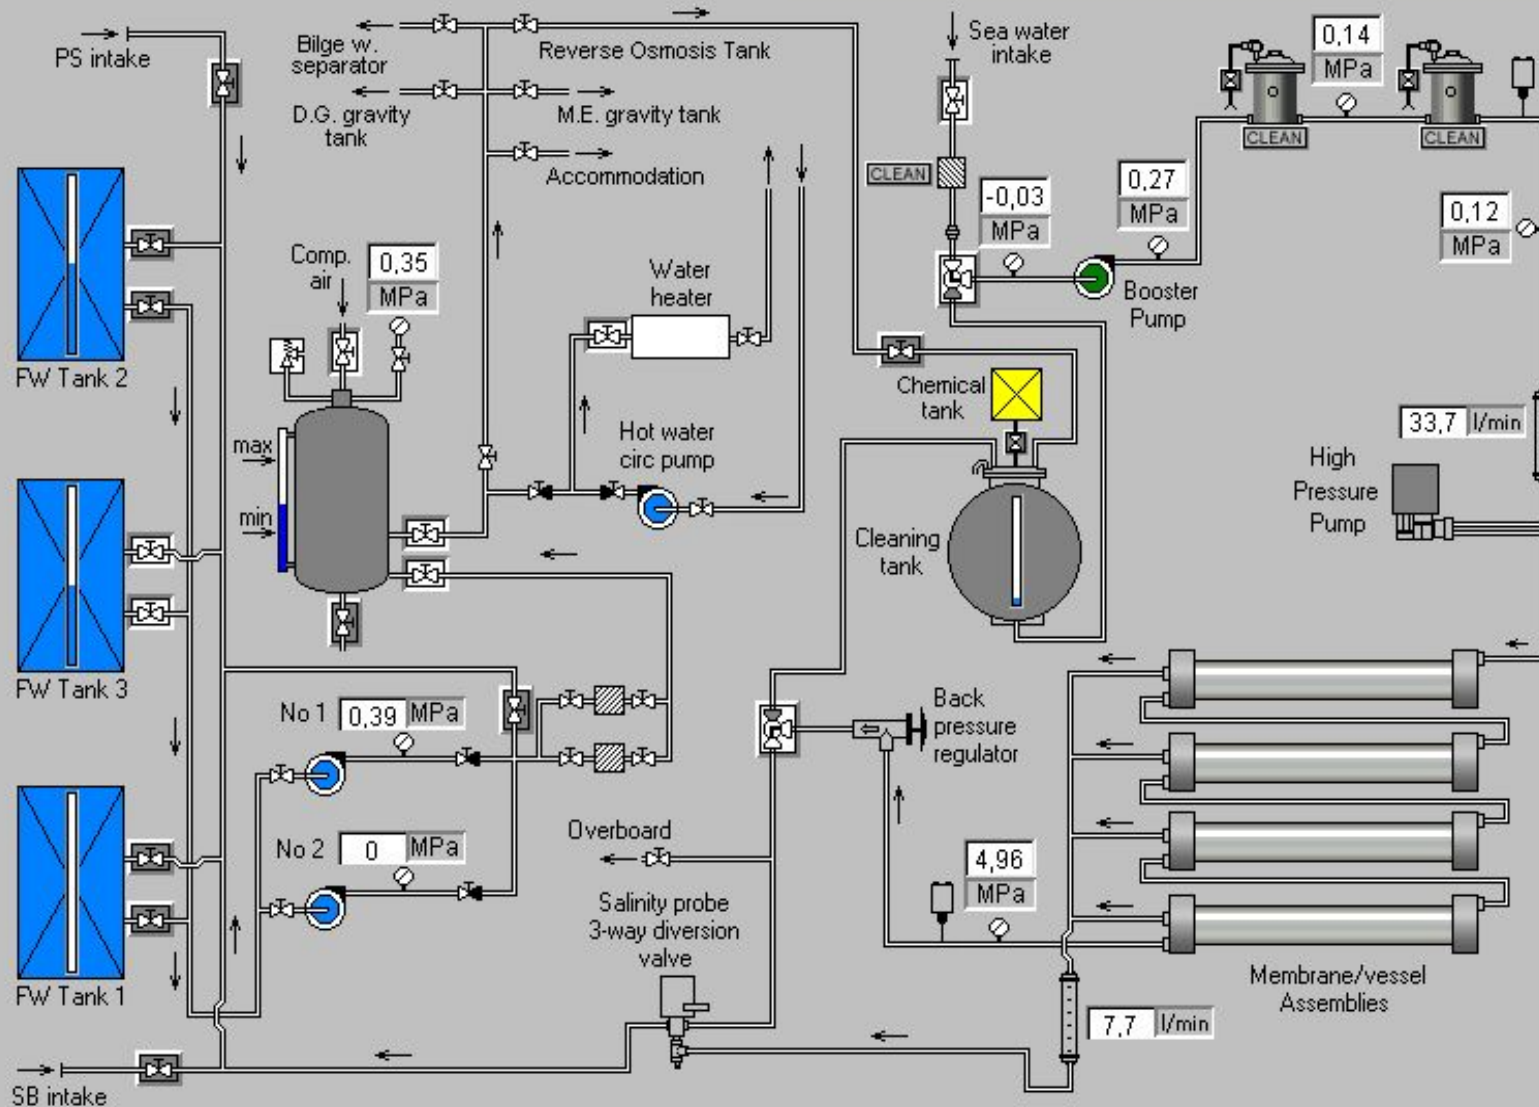 PS intake
Bilge w.
separator
Reverse Osmosis Tank
D.G. gravity
tank
M.E. gravity tank
Accommodation
Sea water
intake
CLEAN
-0,03
MPa
0,27
MPa
0,14
MPa
CLEAN
CLEAN
0,12
MPa
Booster
Pump
FW Tank 2
Comp.
air
0,35
MPa
Water
heater
max
min
Hot water
circ pump
Chemical
tank
Cleaning
tank
33,7 l/min
High
Pressure
Pump
FW Tank 3
No 1 0,39 MPa
No 2 0 MPa
Back
pressure
regulator
Overboard
Salinity probe
3-way diversion
valve
4,96
MPa
Membrane/vessel
Assemblies
7,7 l/min
FW Tank 1
SB intake